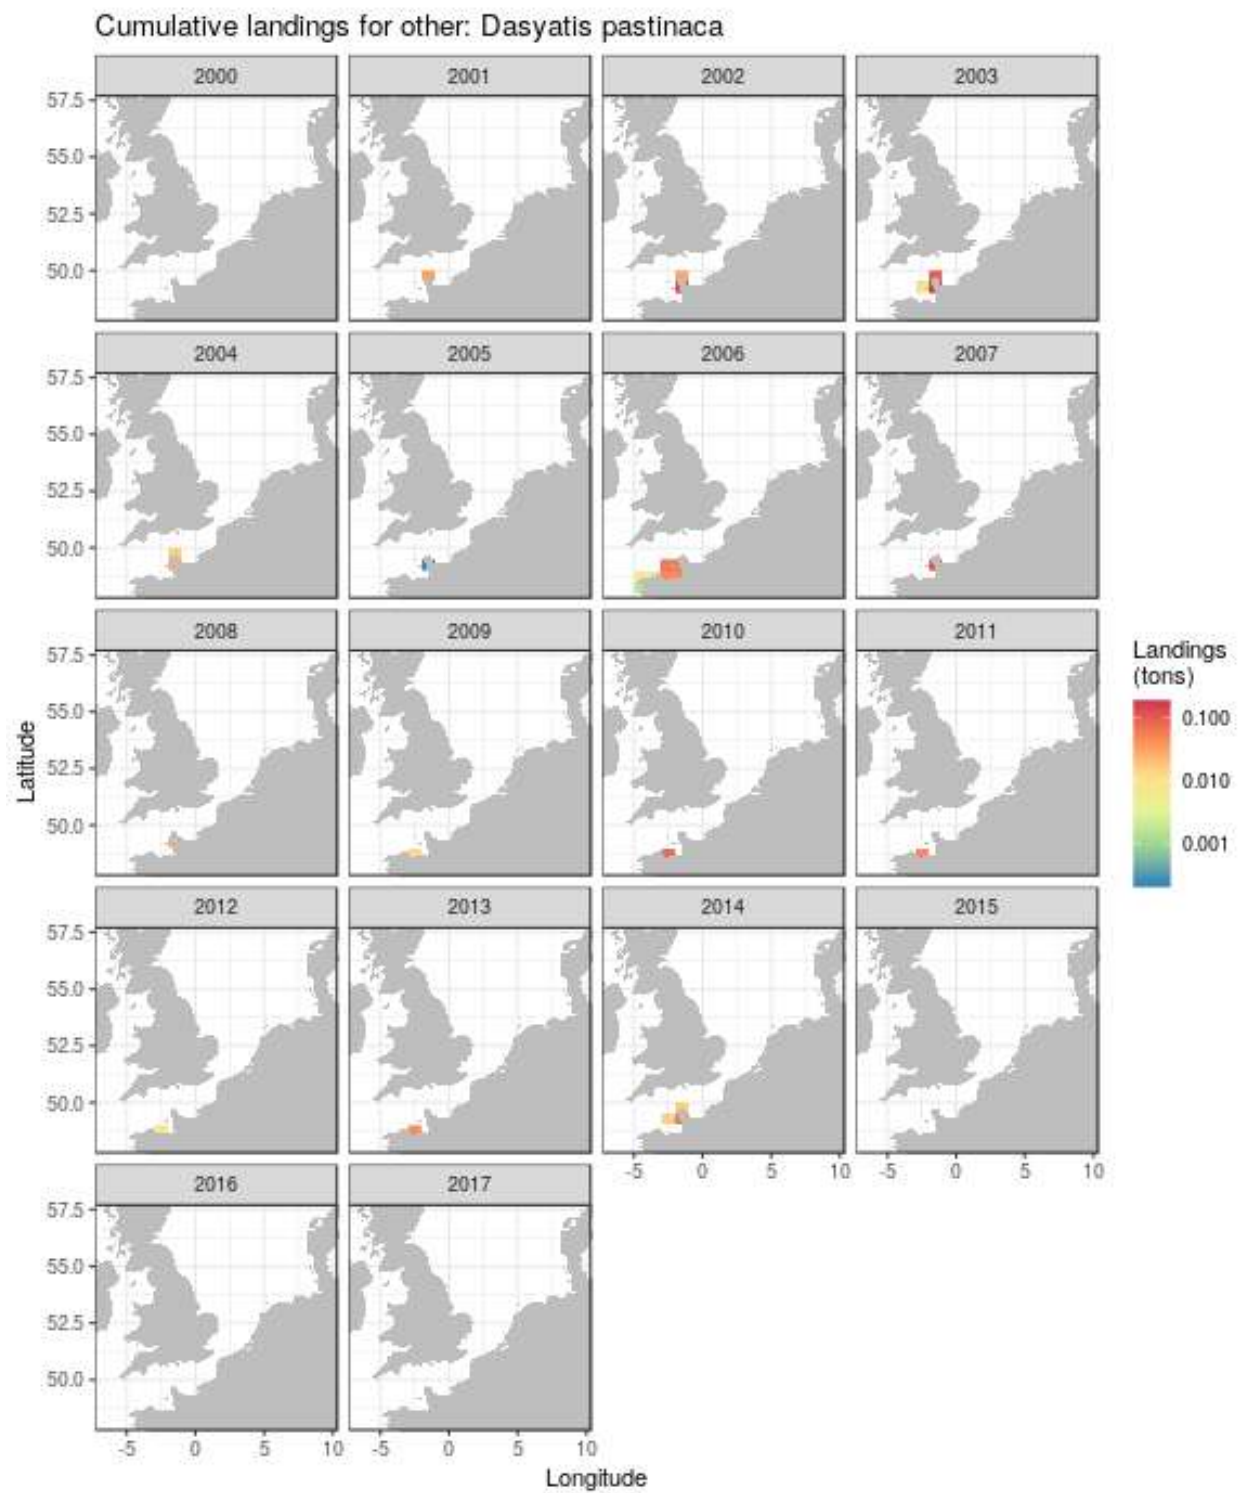 Cumulative landings for other: Dasyatis pastinaca
2000 2001 2002 2003
57.5
55.0
52.5
50.0
2004 2005 2006 2007
57.5
55.0
52.5
50.0
2008 2009 2010 2011
57.5
55.0
52.5
50.0
Latitude
Landings
(tons)
0.100
0.010
0.001
2012 2013 2014 2015
57.5
55.0
52.5
50.0
-5 0 5 10 -5 0 5 10
2016 2017
57.5
55.0
52.5
50.0
-5 0 5 10 -5 0 5 10
Longitude